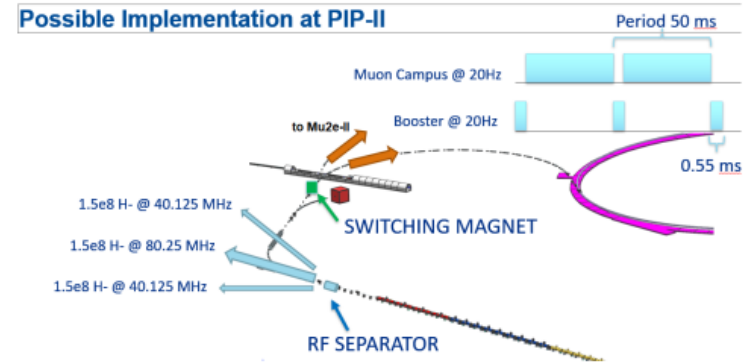 Possible Implementation at PIP-II
Period 50 ms
Muon Campus @ 20Hz
to Mu2e-II
Booster @ 20Hz
0.55 ms
1.5e8 H- @ 40.125 MHz
SWITCHING MAGNET
1.5e8 H- @ 80.25 MHz
1.5e8 H- @ 40.125 MHz
RF SEPARATOR